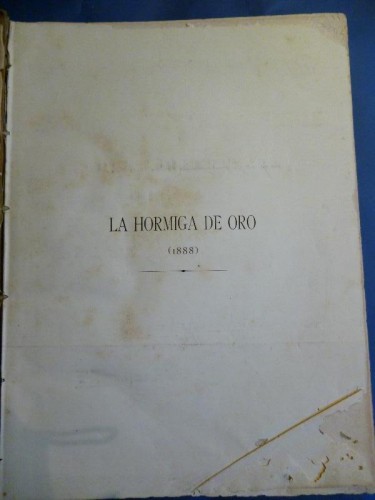 LA HORMIGA DE ORO
(1888)